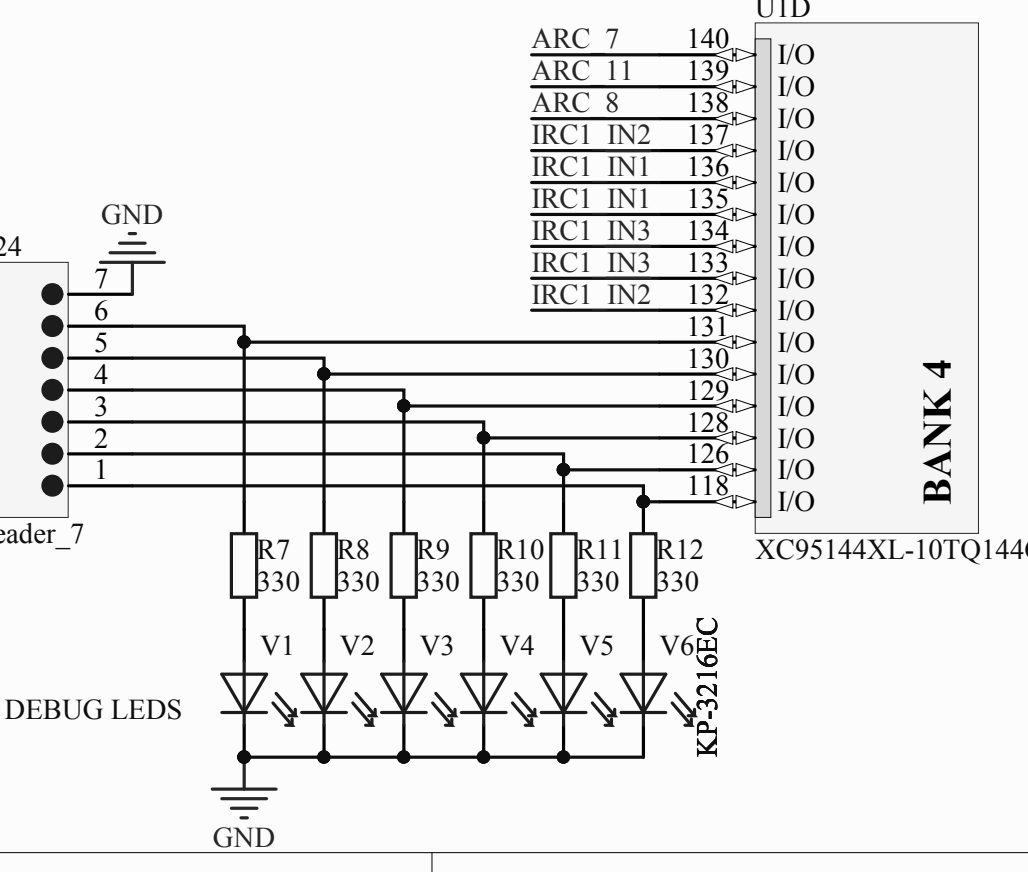 U1D
ARC 7 140 I/O
ARC 11 139 I/O
ARC 8 138 I/O
IRC1 IN2 137 I/O
IRC1 IN1 136 I/O
IRC1 IN1 135 I/O
IRC1 IN3 134 I/O
IRC1 IN3 133 I/O
IRC1 IN2 132 I/O
131 I/O
130 I/O
129 I/O
128 I/O
126 I/O
118 I/O
BANK 4
XC95144XL-10TQ144
GND
24
7
6
5
4
3
2
1
eader_7
R7 R8 R9 R10 R11 R12
330 330 330 330 330 330
V1 V2 V3 V4 V5 V6
KP-3216EC
DEBUG LEDS
GND